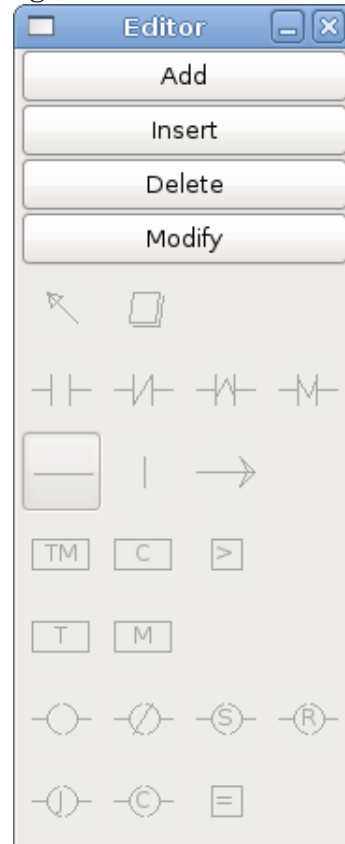 Editor
Add
Insert
Delete
Modify
TM C >
T M
S R
J C =